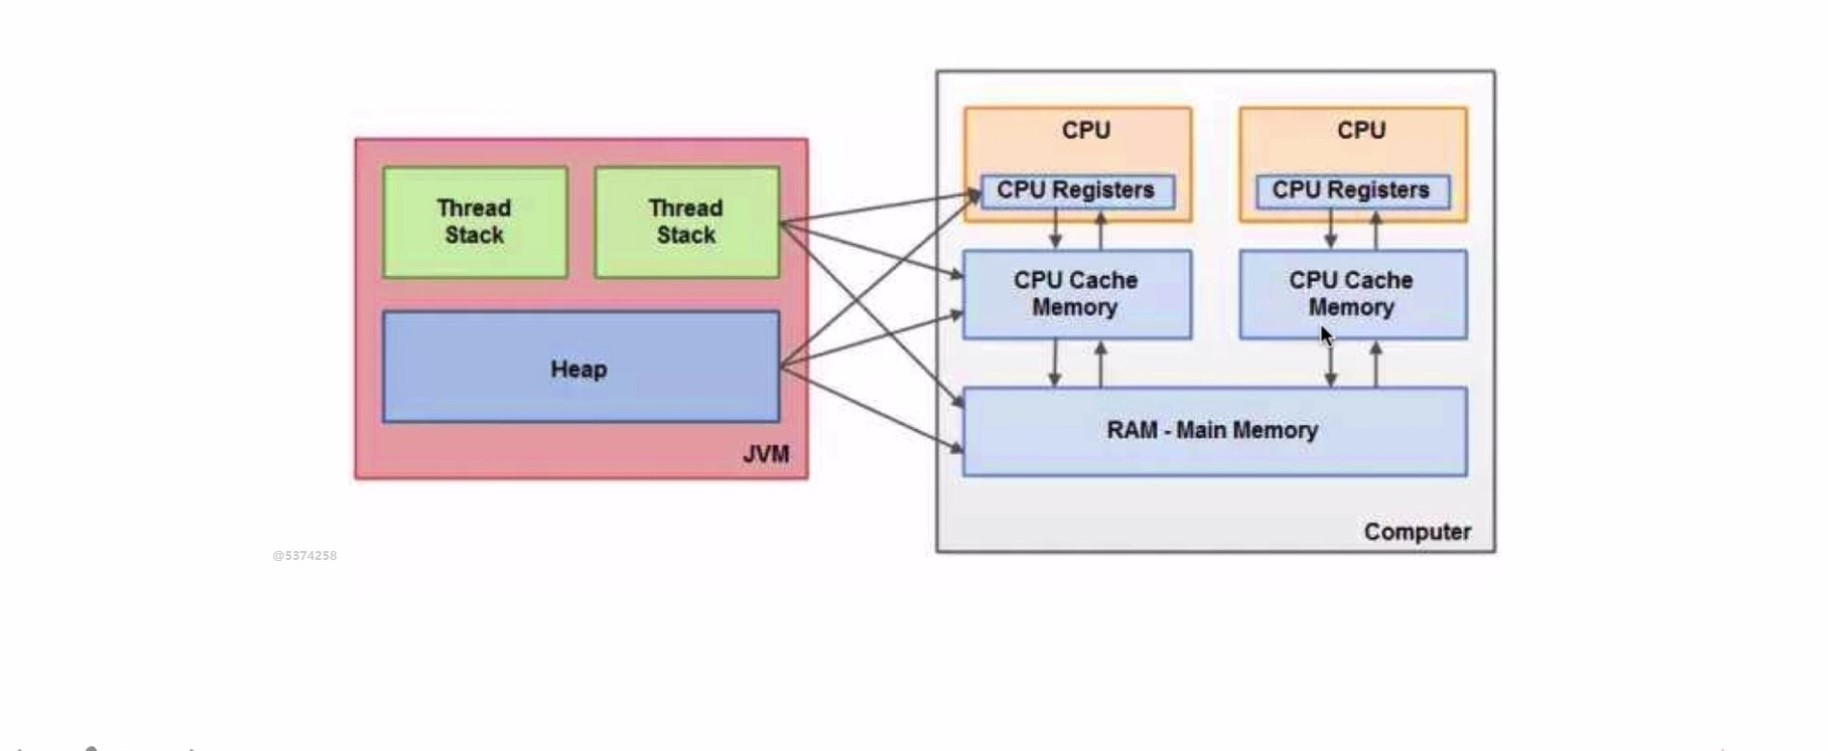 Thread
Stack
Thread
Stack
Heap
JVM
CPU
CPU Registers
CPU Cache
Memory
CPU
CPU Registers
CPU Cache
Memory
RAM - Main Memory
Computer
@5374258